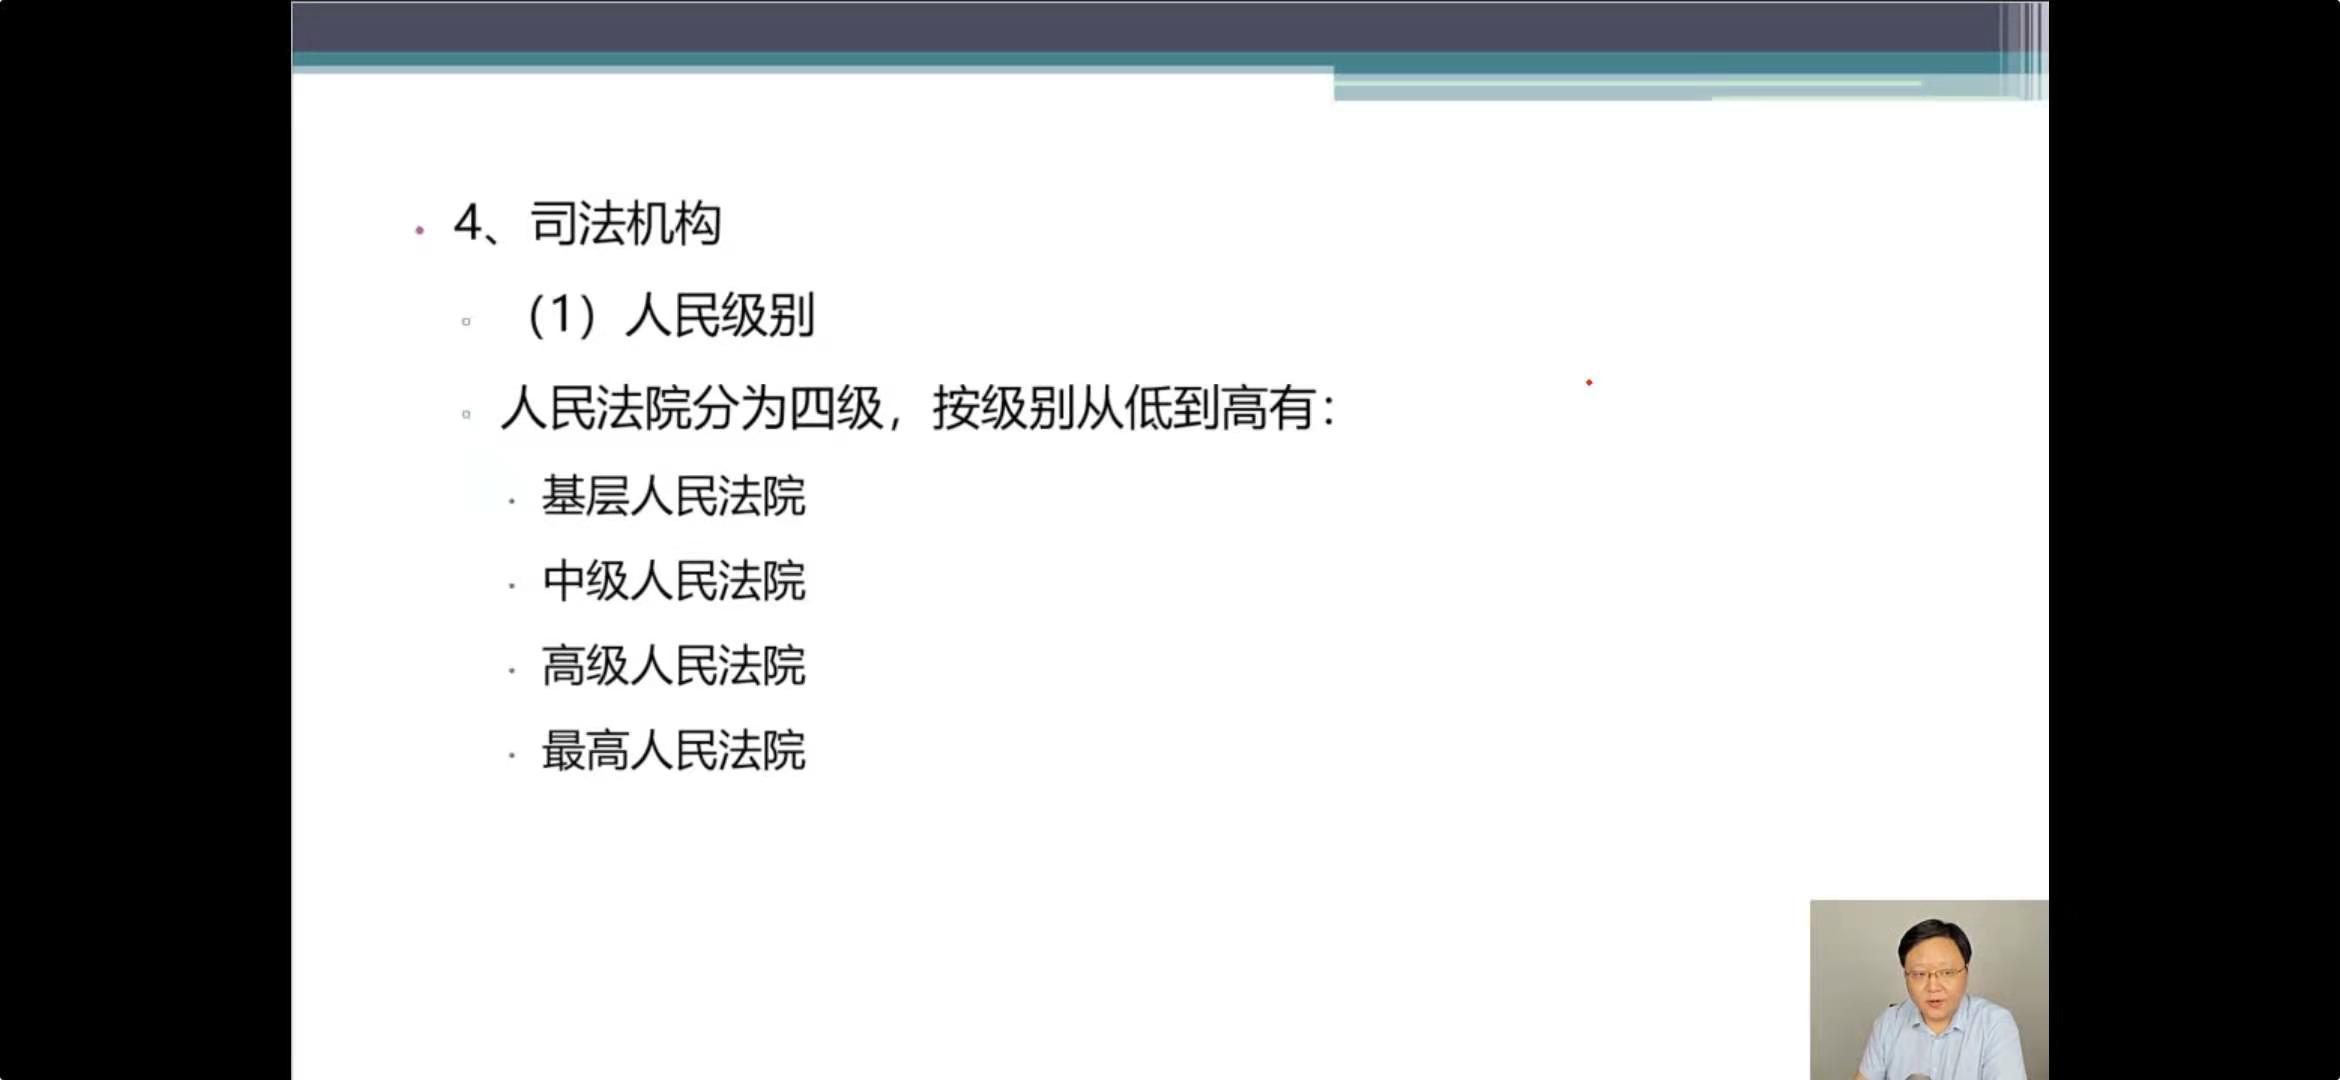 4、司法机构
（1）人民级别
人民法院分为四级，按级别从低到高有：
基层人民法院
中级人民法院
高级人民法院
最高人民法院